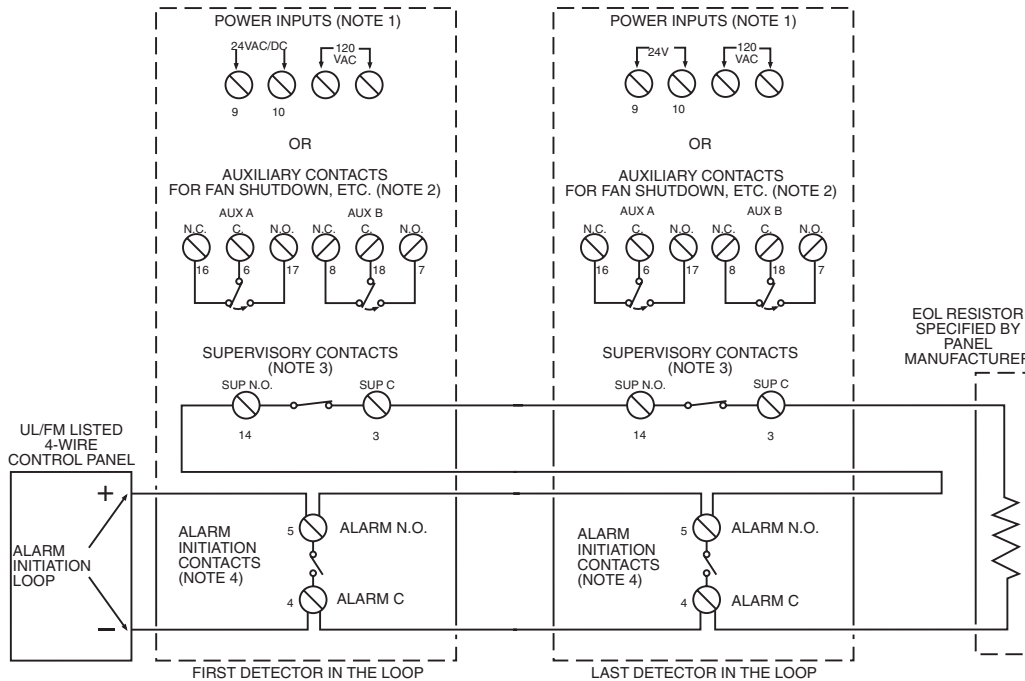 POWER INPUTS (NOTE 1)
24VAC/DC
120
VAC
9
10
OR
AUXILIARY CONTACTS
FOR FAN SHUTDOWN, ETC. (NOTE 2)
AUX A
AUX B
N.C.
C.
N.O.
N.C.
C.
N.O.
16
6
17
8
18
7
SUPERVISORY CONTACTS
(NOTE 3)
SUP N.O.
SUP C
14
3
POWER INPUTS (NOTE 1)
24V
120
VAC
9
10
OR
AUXILIARY CONTACTS
FOR FAN SHUTDOWN, ETC. (NOTE 2)
AUX A
AUX B
N.C.
C.
N.O.
N.C.
C.
N.O.
16
6
17
8
18
7
SUPERVISORY CONTACTS
(NOTE 3)
SUP N.O.
SUP C
14
3
EOL RESISTOR
SPECIFIED BY
PANEL
MANUFACTURER
UL/FM LISTED
4-WIRE
CONTROL PANEL
+
ALARM
INITIATION
LOOP
–
ALARM
INITIATION
CONTACTS
(NOTE 4)
5
ALARM N.O.
4
ALARM C
ALARM
INITIATION
CONTACTS
(NOTE 4)
5
ALARM N.O.
4
ALARM C
FIRST DETECTOR IN THE LOOP
LAST DETECTOR IN THE LOOP